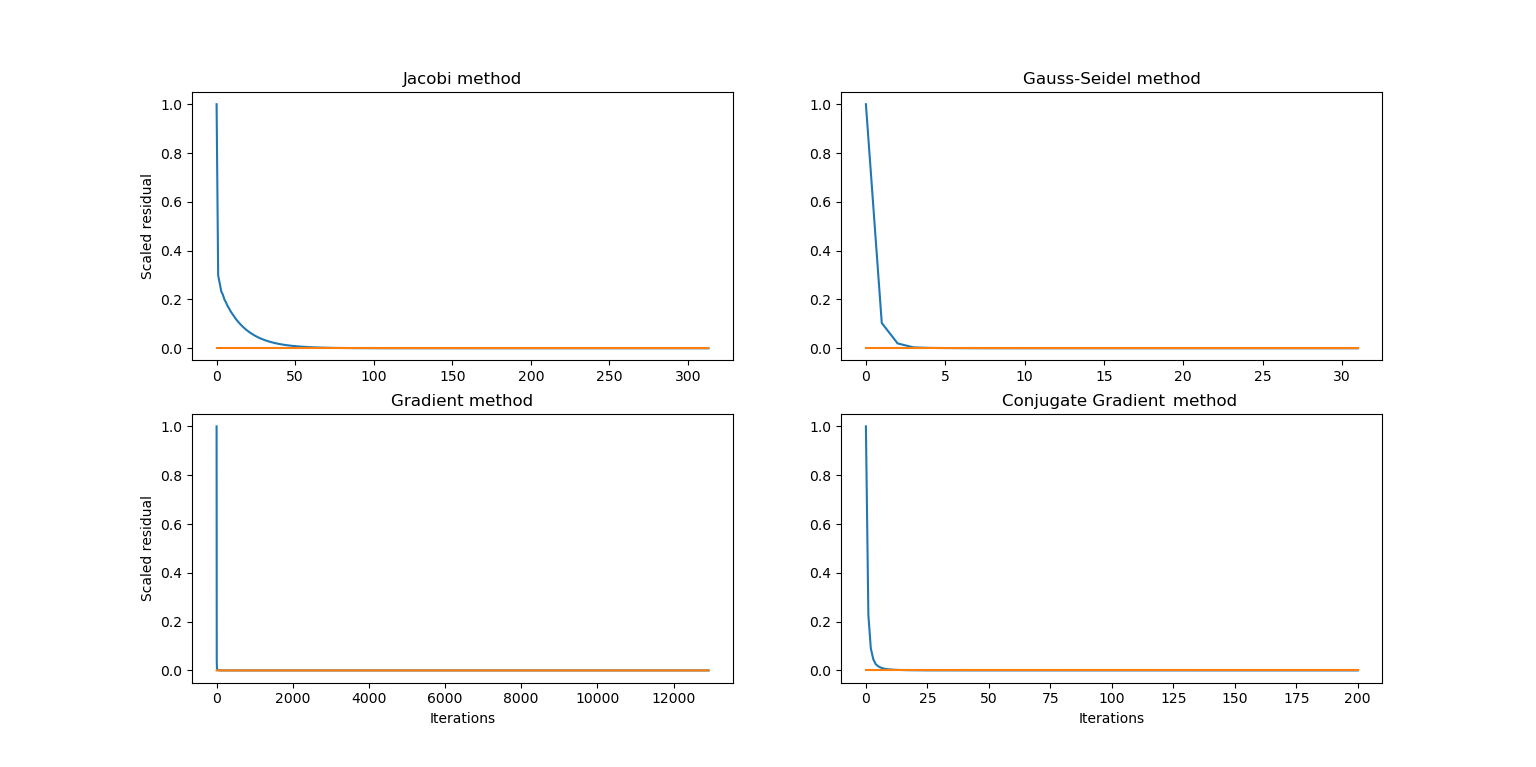 Jacobi method
Gauss-Seidel method
Scaled residual
1.0
0.8
0.6
0.4
0.2
0.0
0 50 100 150 200 250 300
1.0
0.8
0.6
0.4
0.2
0.0
0 5 10 15 20 25 30
Gradient method
Conjugate Gradient method
Scaled residual
1.0
0.8
0.6
0.4
0.2
0.0
0 2000 4000 6000 8000 10000 12000
Iterations
1.0
0.8
0.6
0.4
0.2
0.0
0 25 50 75 100 125 150 175 200
Iterations